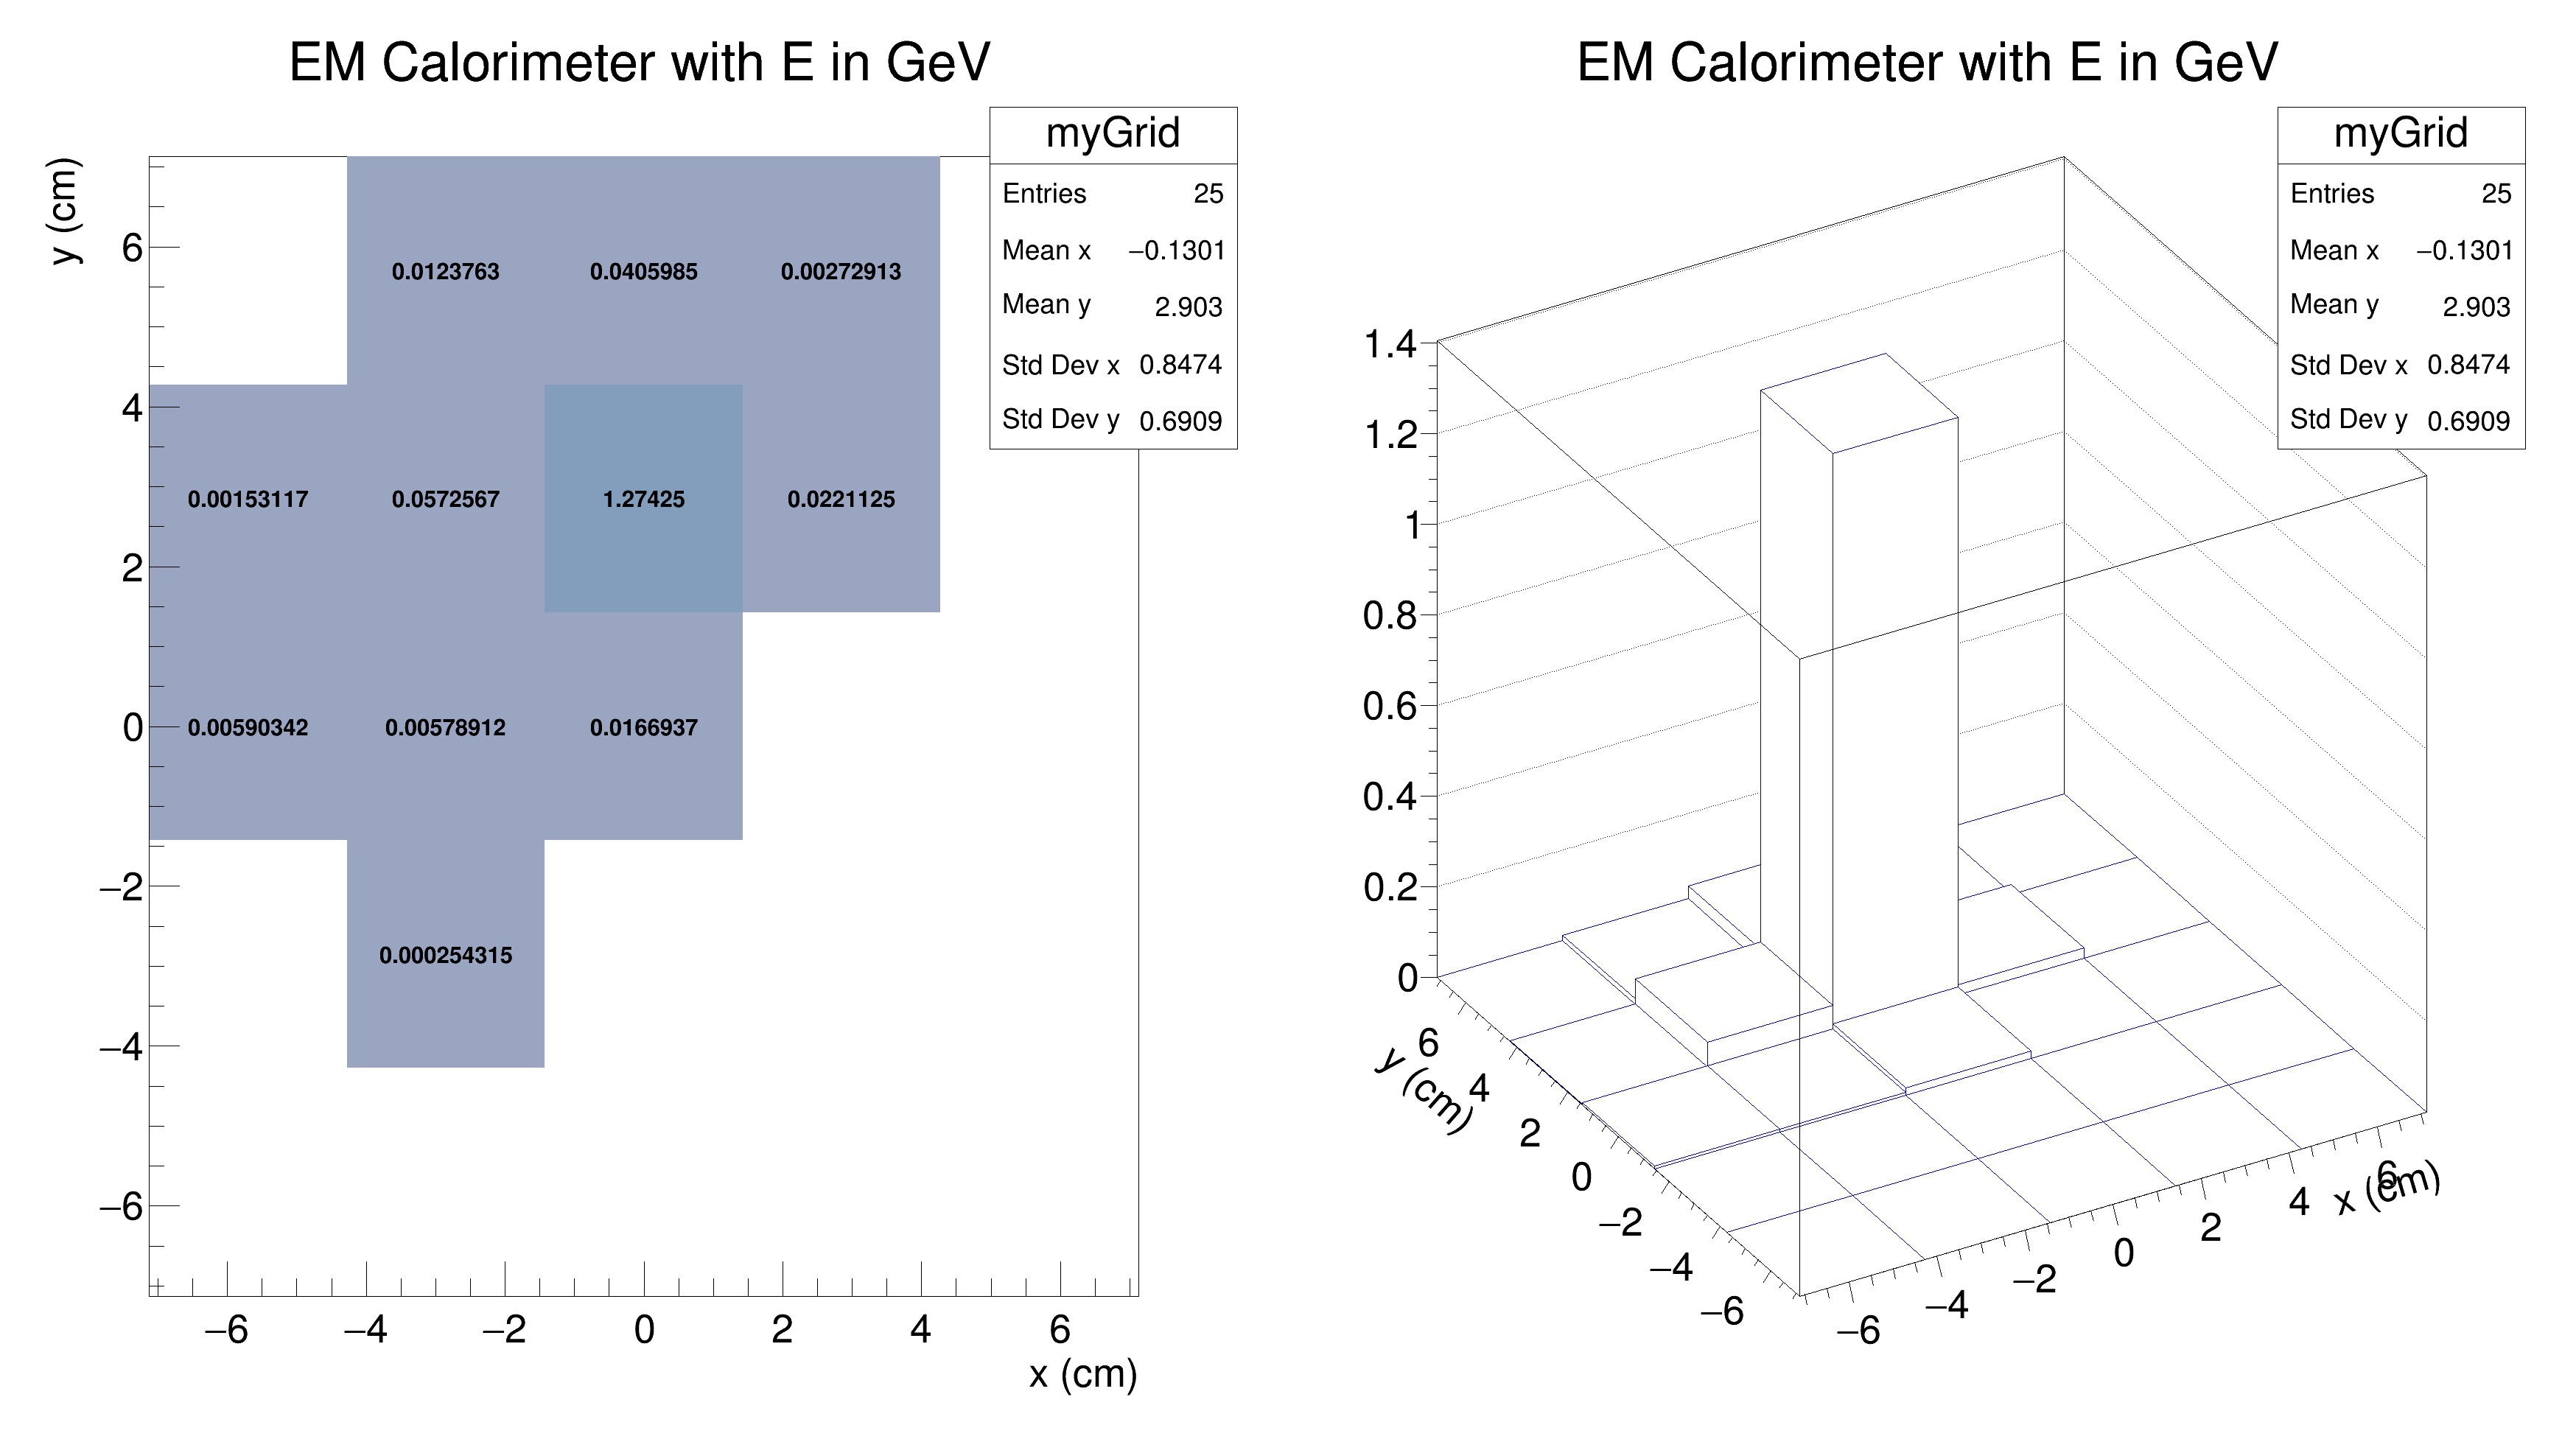 EM Calorimeter with E in GeV
myGrid
Entries 25
Mean x −0.1301
Mean y 2.903
Std Dev x 0.8474
Std Dev y 0.6909
y (cm)
6
4
2
0
−2
−4
−6
0.0123763 0.0405985 0.00272913
0.00153117 0.0572567 1.27425 0.0221125
0.00590342 0.00578912 0.0166937
0.000254315
−6 −4 −2 0 2 4 6
x (cm)
EM Calorimeter with E in GeV
myGrid
Entries 25
Mean x −0.1301
Mean y 2.903
Std Dev x 0.8474
Std Dev y 0.6909
1.4
1.2
1
0.8
0.6
0.4
0.2
0
y (cm)
6
4
2
0
−2
−4
−6
−6
−4
−2
0
2
4
6
x (cm)